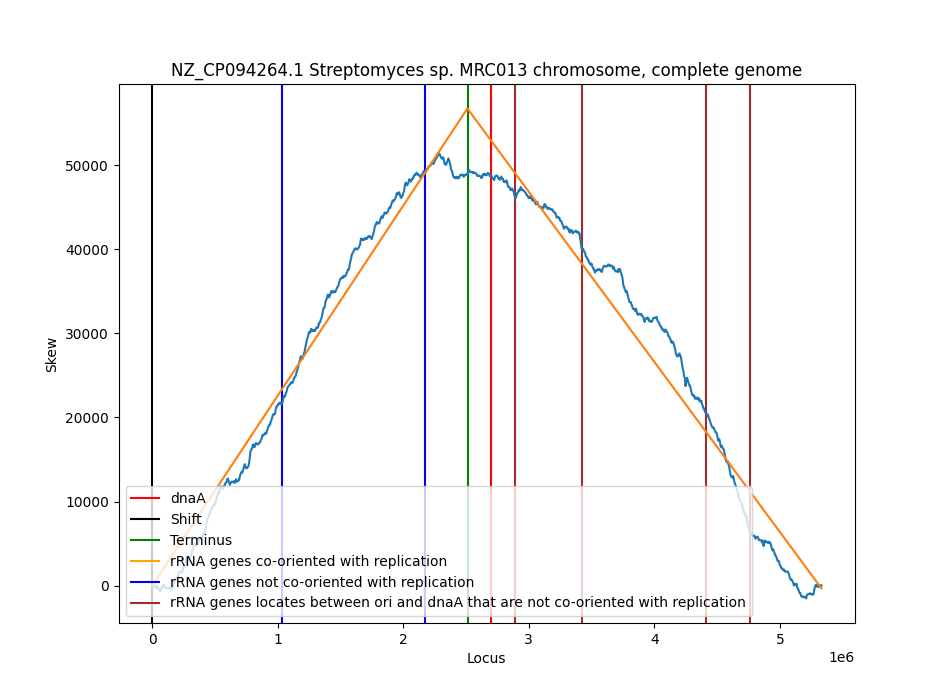 NZ_CP094264.1 Streptomyces sp. MRC013 chromosome, complete genome
Skew
50000
40000
30000
20000
10000
0
dnaA
Shift
Terminus
rRNA genes co-oriented with replication
rRNA genes not co-oriented with replication
rRNA genes locates between ori and dnaA that are not co-oriented with replication
0 1 2 3 4 5
1e6
Locus